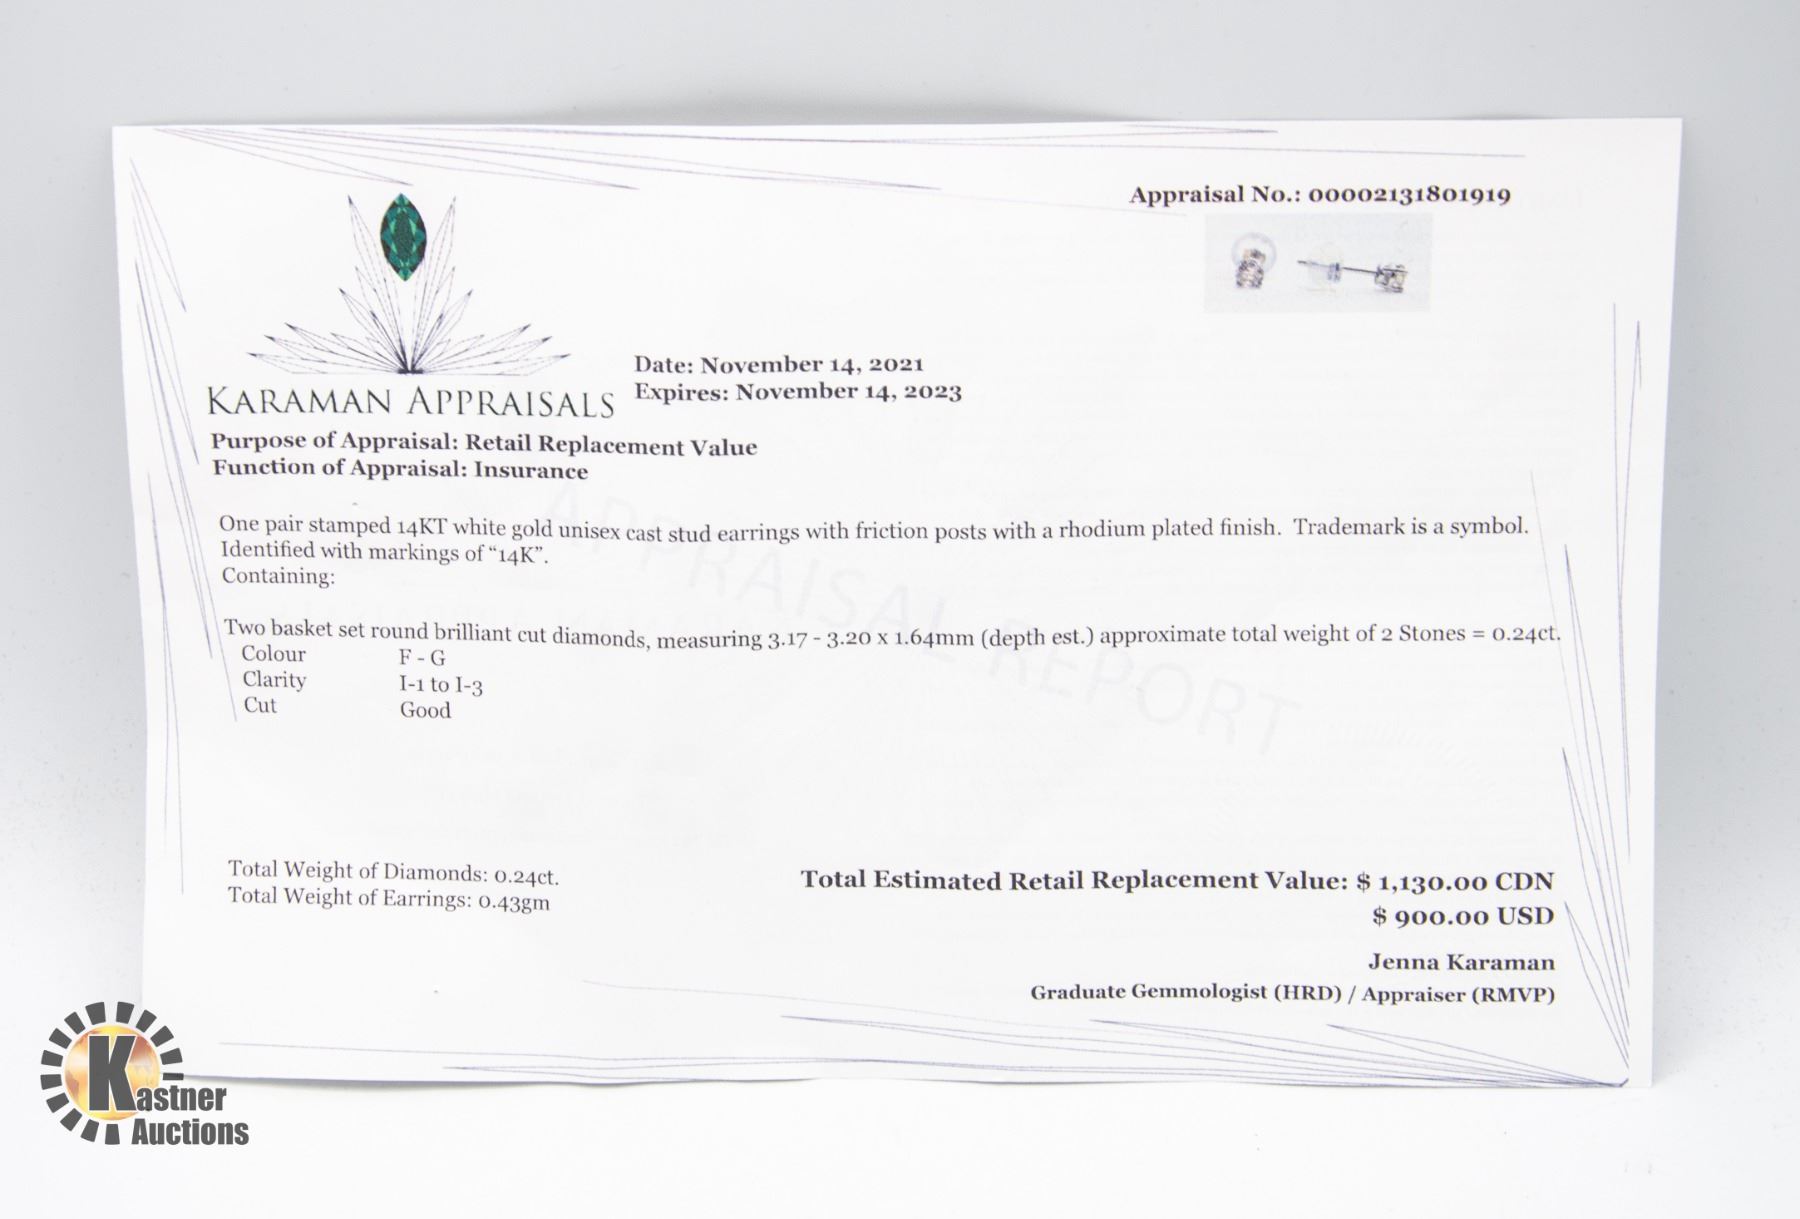 Appraisal No.: 00002131801919
KARAMAN APPRAISALS
Date: November 14, 2021
Expires: November 14, 2023
Purpose of Appraisal: Retail Replacement Value
Function of Appraisal: Insurance
One pair stamped 14KT white gold unisex cast stud earrings with friction posts with a rhodium plated finish. Trademark is a symbol.
Identified with markings of “14K”.
Containing:
APPRAISAL REPORT
Two basket set round brilliant cut diamonds, measuring 3.17 - 3.20 x 1.64mm (depth est.) approximate total weight of 2 Stones = 0.24ct.
Colour F - G
Clarity I-1 to I-3
Cut Good
Total Weight of Diamonds: 0.24ct.
Total Weight of Earrings: 0.43gm
Total Estimated Retail Replacement Value: $ 1,130.00 CDN
$ 900.00 USD
Jenna Karaman
Graduate Gemmologist (HRD) / Appraiser (RMVP)
Kastner
Auctions